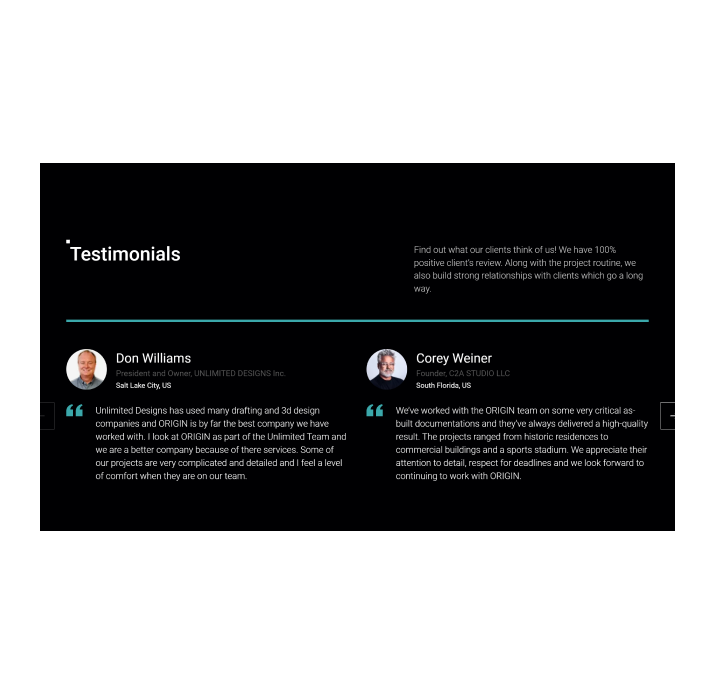 Testimonials
Find out what our clients think of us! We have 100%
positive client's review. Along with the project routine, we
also build strong relationships with clients which go a long
way.
Don Williams
President and Owner, UNLIMITED DESIGNS Inc.
Salt Lake City, US
Unlimited Designs has used many drafting and 3d design
companies and ORIGIN is by far the best company we have
worked with. I look at ORIGIN as part of the Unlimited Team and
we are a better company because of there services. Some of
our projects are very complicated and detailed and I feel a level
of comfort when they are on our team.
Corey Weiner
Founder, C2A STUDIO LLC
South Florida, US
We've worked with the ORIGIN team on some very critical as-
built documentations and they've always delivered a high-quality
result. The projects ranged from historic residences to
commercial buildings and a sports stadium. We appreciate their
attention to detail, respect for deadlines and we look forward to
continuing to work with ORIGIN.